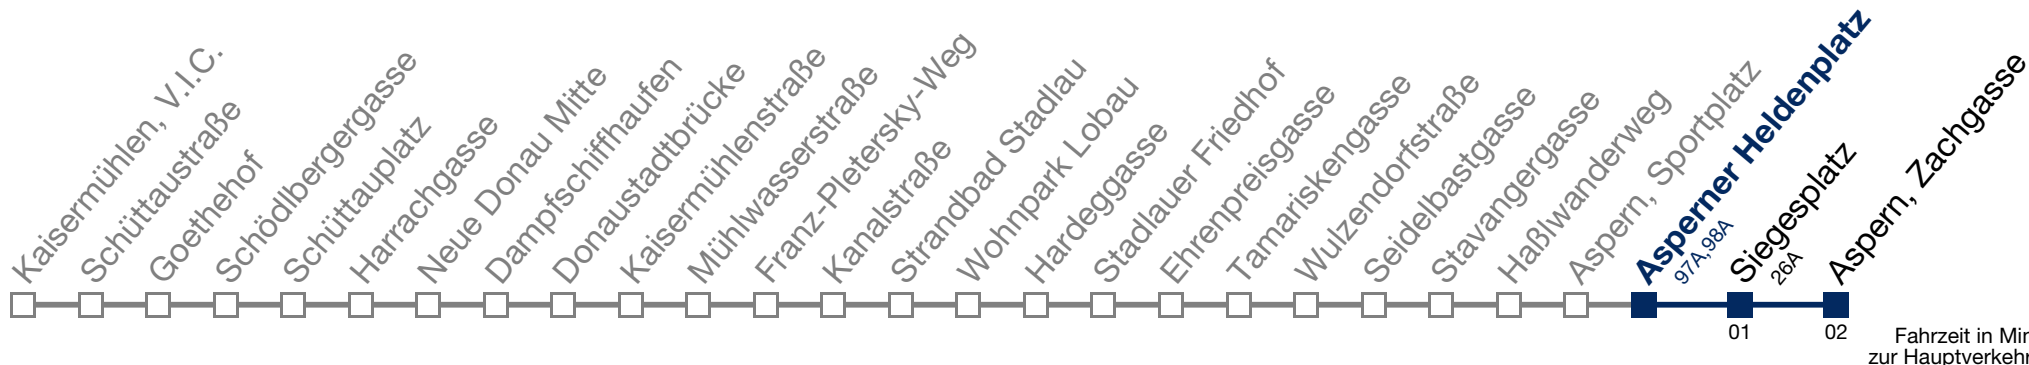 Kaisermühlen, V.I.C.
Schüttaustraße
Goethehof
Schödlbergergasse
Schüttauplatz
Harrachgasse
Neue Donau Mitte
Dampfschiffhaufen
Donaustadtbrücke
Kaisermühlenstraße
Mühlwasserstraße
Franz-Pletersky-Weg
Kanalstraße
Strandbad Stadlau
Wohnpark Lobau
Hardeggasse
Stadlauer Friedhof
Ehrenpreisgasse
Tamariskengasse
Wulzendorfstraße
Seidelbastgasse
Stavangergasse
Haßlwanderweg
Aspern, Sportplatz
Asperner Heldenplatz
97A,98A
Siegesplatz
26A
Aspern, Zachgasse
01
02
Fahrzeit in Min
zur Hauptverkehr